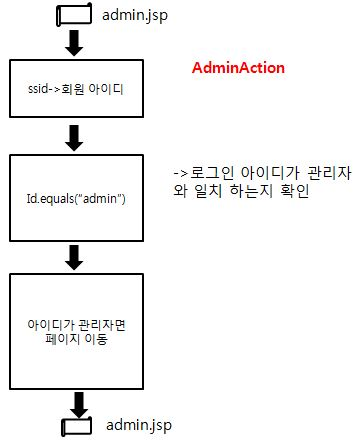 admin.jsp
AdminAction
ssid->회원 아이디
Id.equals(“admin”)
->로그인 아이디가 관리자
와 일치 하는지 확인
아이디가 관리자면
페이지 이동
admin.jsp